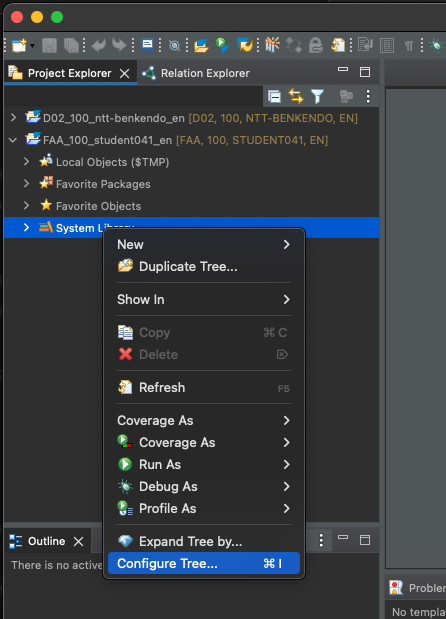 Project Explorer
Relation Explorer
D02_100_ntt-benkendo_en [D02, 100, NTT-BENKENDO, EN]
FAA_100_student041_en [FAA, 100, STUDENT041, EN]
Local Objects ($TMP)
Favorite Packages
Favorite Objects
System Library
New
Duplicate Tree...
Show In
Copy ⌘ C
Delete ⌦
Refresh F5
Coverage As
Coverage As
Run As
Debug As
Profile As
Expand Tree by...
Configure Tree... ⌘ I
Outline
There is no active
Problem
No templa